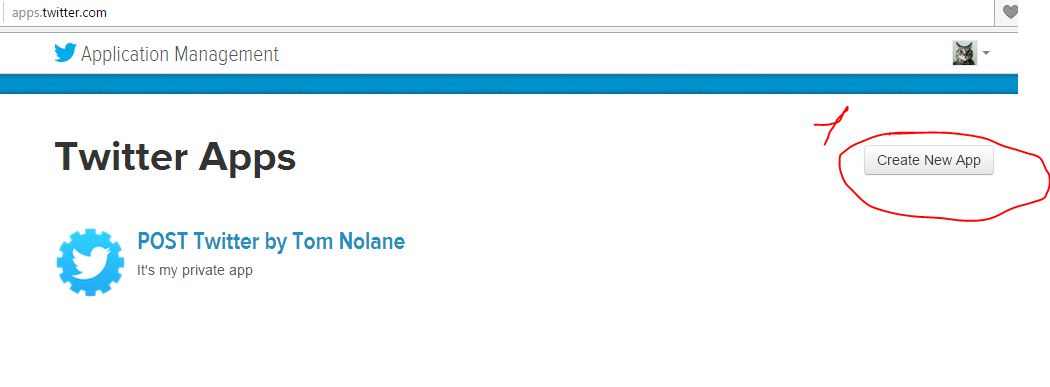 apps.twitter.com
Application Management
Twitter Apps
1
Create New App
POST Twitter by Tom Nolane
It's my private app